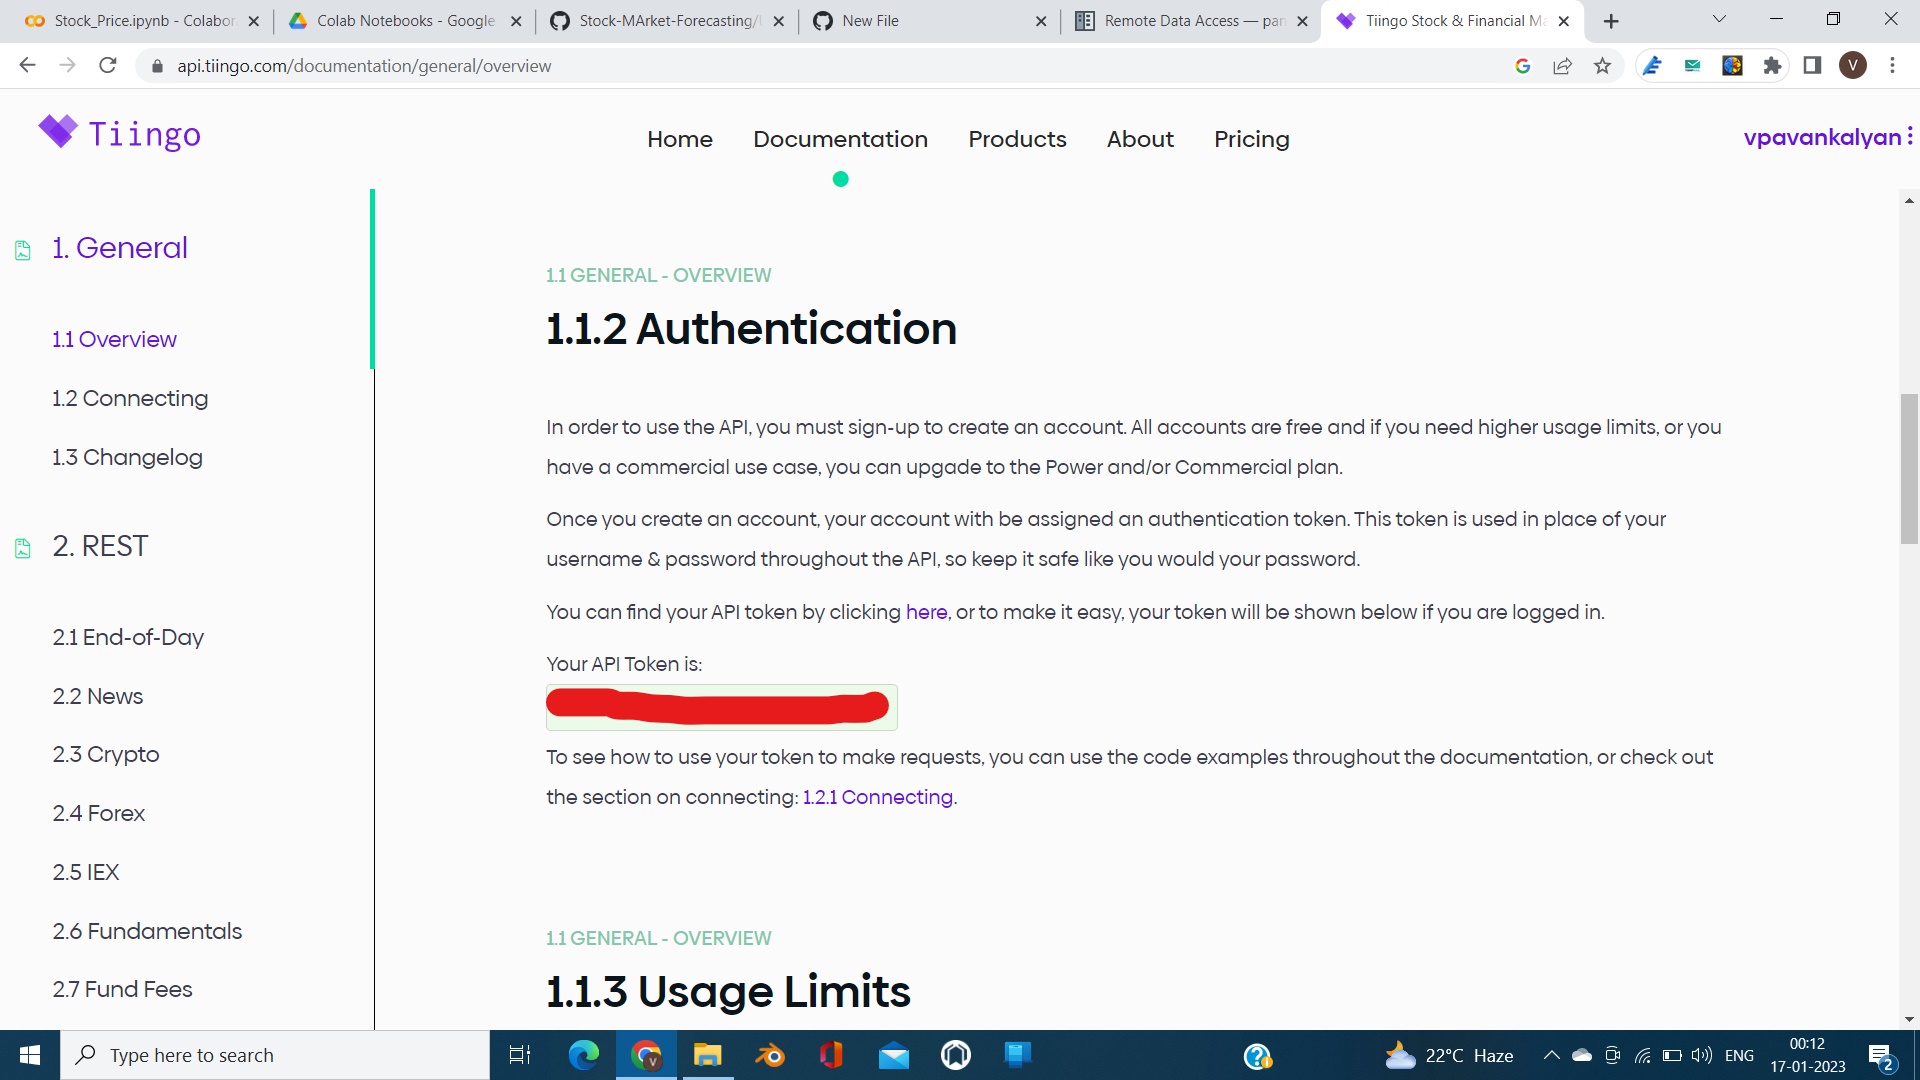 Stock_Price.ipynb - Colabor
Colab Notebooks - Google
Stock-MArket-Forecasting/
New File
Remote Data Access — pan
Tiingo Stock & Financial Ma
api.tiingo.com/documentation/general/overview
V
Tiingo
Home
Documentation
Products
About
Pricing
vpavankalyan
1. General
1.1 Overview
1.2 Connecting
1.3 Changelog
2. REST
2.1 End-of-Day
2.2 News
2.3 Crypto
2.4 Forex
2.5 IEX
2.6 Fundamentals
2.7 Fund Fees
1.1 GENERAL - OVERVIEW
1.1.2 Authentication
In order to use the API, you must sign-up to create an account. All accounts are free and if you need higher usage limits, or you
have a commercial use case, you can upgade to the Power and/or Commercial plan.
Once you create an account, your account with be assigned an authentication token. This token is used in place of your
username & password throughout the API, so keep it safe like you would your password.
You can find your API token by clicking here, or to make it easy, your token will be shown below if you are logged in.
Your API Token is:
To see how to use your token to make requests, you can use the code examples throughout the documentation, or check out
the section on connecting: 1.2.1 Connecting.
1.1 GENERAL - OVERVIEW
1.1.3 Usage Limits
Type here to search
22°C Haze
ENG
00:12
17-01-2023
2